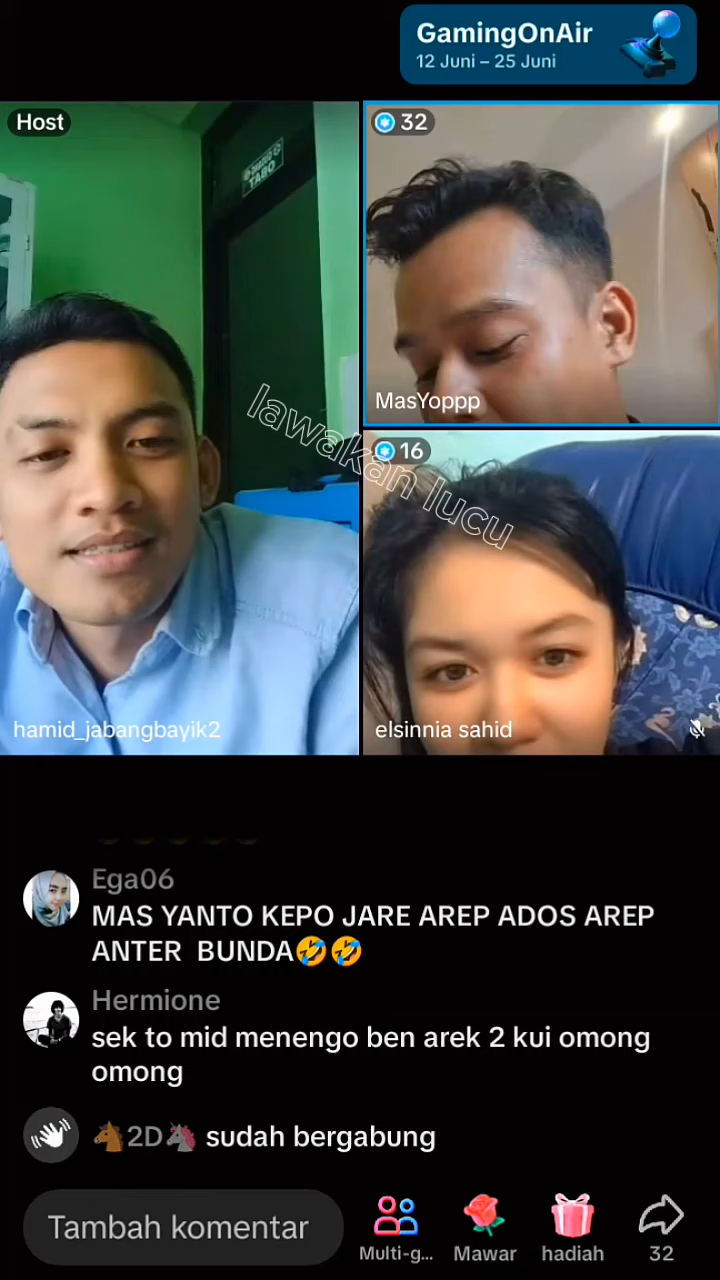 GamingOnAir
12 Juni – 25 Juni
Host
32
TABO
MasYoppp
lawakan lucu
16
hamid_jabangbayik2
elsinnia sahid
Ega06
MAS YANTO KEPO JARE AREP ADOS AREP
ANTER BUNDA🤣🤣
Hermione
sek to mid menengo ben arek 2 kui omong
omong
🐴2D🦄 sudah bergabung
Tambah komentar
Multi-g...
Mawar
hadiah
32